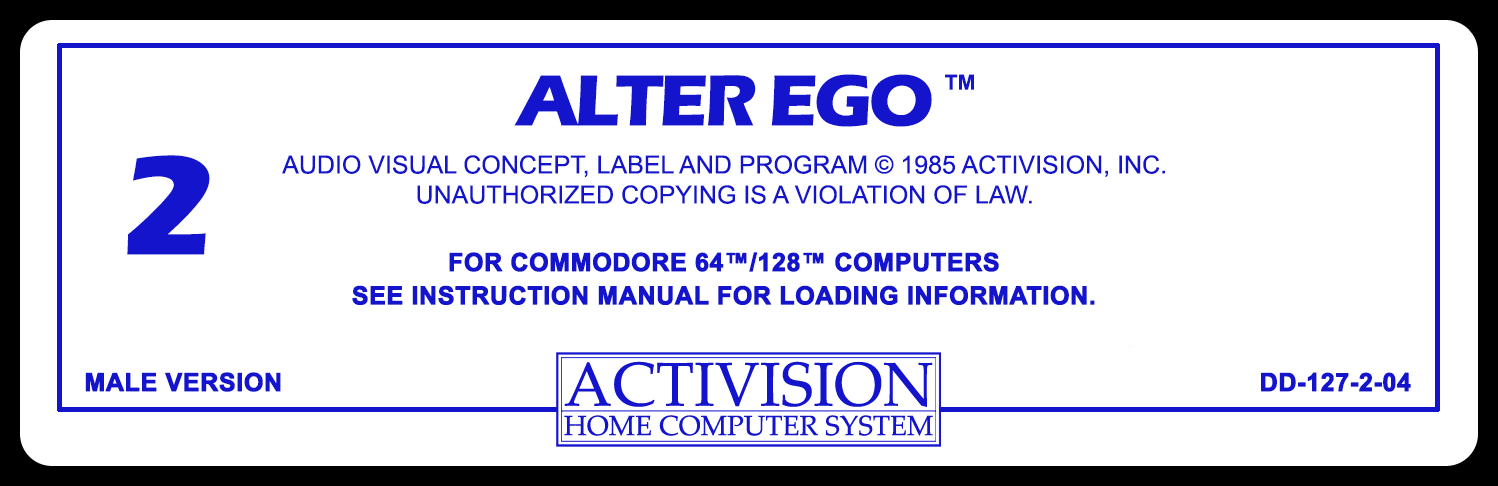 ALTER EGO™
2
AUDIO VISUAL CONCEPT, LABEL AND PROGRAM © 1985 ACTIVISION, INC.
UNAUTHORIZED COPYING IS A VIOLATION OF LAW.
FOR COMMODORE 64™/128™ COMPUTERS
SEE INSTRUCTION MANUAL FOR LOADING INFORMATION.
MALE VERSION
ACTIVISION
HOME COMPUTER SYSTEM
DD-127-2-04